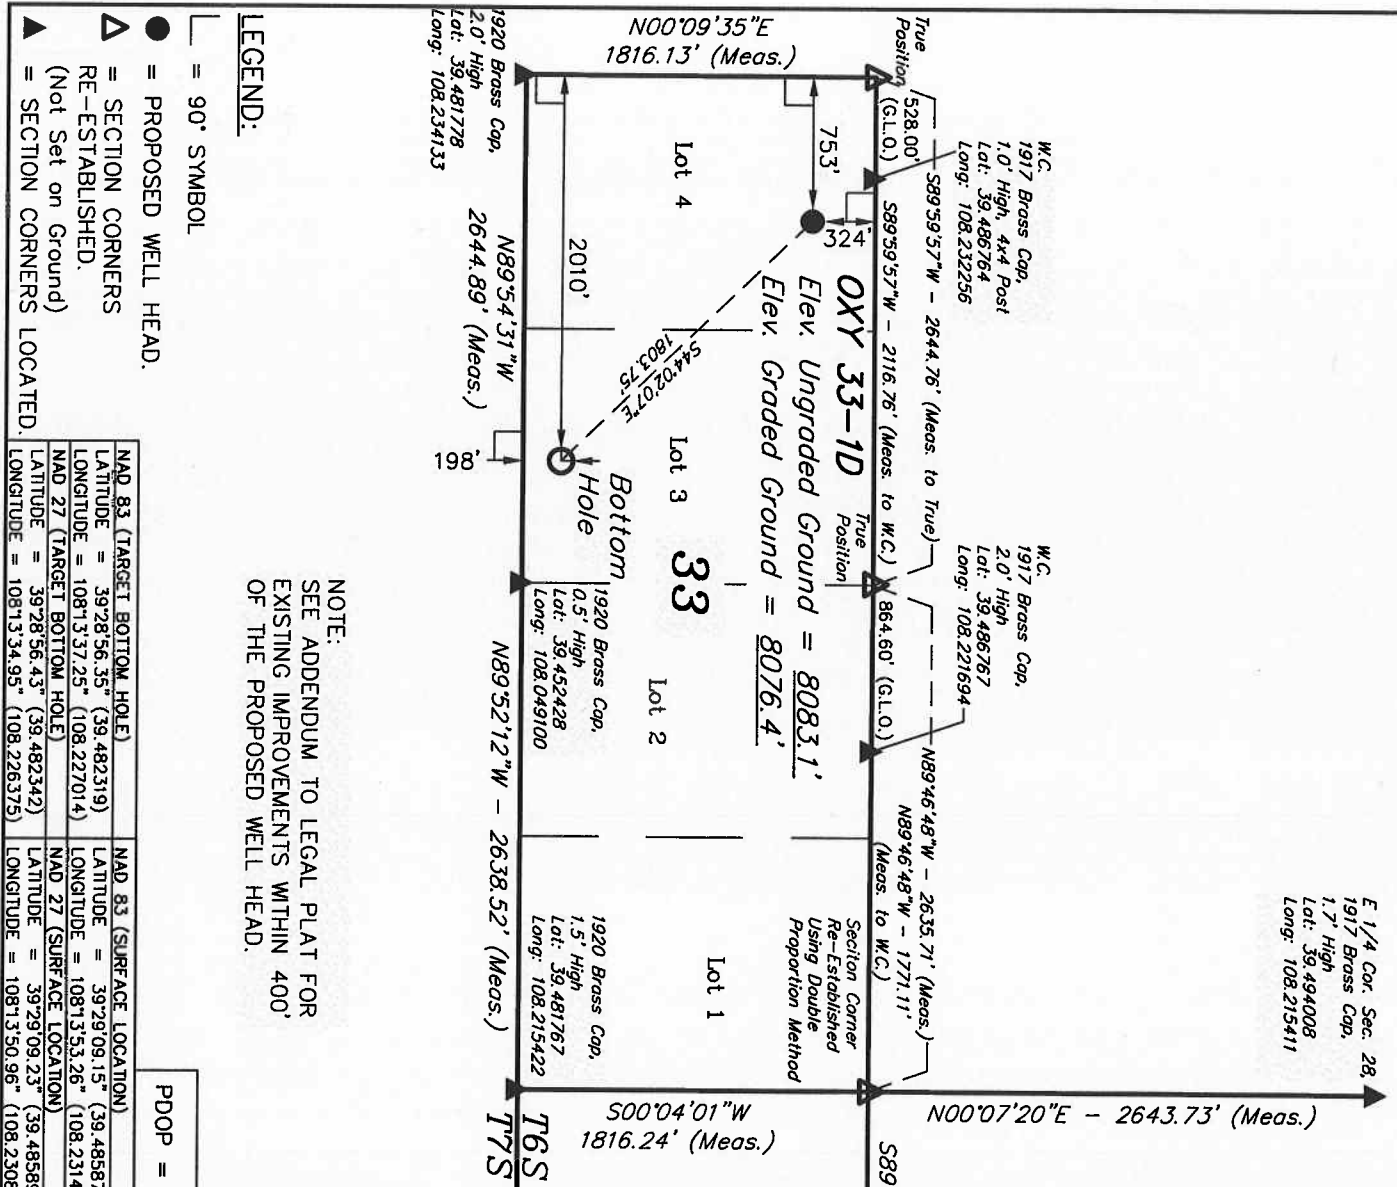 N00°09'35"E
1816.13' (Meas.)
True
Position
528.00'
(G.L.O.)
W.C.
1917 Brass Cap,
1.0' High, 4x4 Post
Lat: 39.486764
Long: 108.232256
S89°59'57"W - 2644.76' (Meas. to True)
S89°59'57"W - 2116.76' (Meas. to W.C.)
W.C.
1917 Brass Cap,
2.0' High
Lat: 39.486767
Long: 108.221694
True
Position
864.60' (G.L.O.)
N89°46'48"W - 2635.71' (Meas.)
N89°46'48"W - 1771.11'
(Meas. to W.C.)
E 1/4 Cor. Sec. 28,
1917 Brass Cap,
1.7' High
Lat: 39.494008
Long: 108.215411
N00°07'20"E - 2643.73' (Meas.)
S89
753'
324'
OXY 33-1D
Elev. Ungraded Ground = 8083.1'
Elev. Graded Ground = 8076.4'
Seciton Corner
Re-Established
Using Double
Proportion Method
Lot 4
Lot 3
33
Lot 2
Lot 1
S44°02'07"E
1803.75'
2010'
Bottom
Hole
198'
S00°04'01"W
1816.24' (Meas.)
1920 Brass Cap,
2.0' High
Lat: 39.481778
Long: 108.234133
N89°54'31"W
2644.89' (Meas.)
1920 Brass Cap,
0.5' High
Lat: 39.452428
Long: 108.049100
N89°52'12"W - 2638.52' (Meas.)
1920 Brass Cap,
1.5' High
Lat: 39.481767
Long: 108.215422
T6S
T7S
NOTE:
SEE ADDENDUM TO LEGAL PLAT FOR
EXISTING IMPROVEMENTS WITHIN 400'
OF THE PROPOSED WELL HEAD.
LEGEND:
= 90° SYMBOL
= PROPOSED WELL HEAD.
= SECTION CORNERS
RE-ESTABLISHED.
(Not Set on Ground)
= SECTION CORNERS LOCATED.
PDOP =
NAD 83 (TARGET BOTTOM HOLE)
LATITUDE = 39°28'56.35" (39.482319)
LONGITUDE = 108°13'37.25" (108.227014)
NAD 27 (TARGET BOTTOM HOLE)
LATITUDE = 39°28'56.43" (39.482342)
LONGITUDE = 108°13'34.95" (108.226375)
NAD 83 (SURFACE LOCATION)
LATITUDE = 39°29'09.15" (39.48587
LONGITUDE = 108°13'53.26" (108.2314
NAD 27 (SURFACE LOCATION)
LATITUDE = 39°29'09.23" (39.48589
LONGITUDE = 108°13'50.96" (108.2308